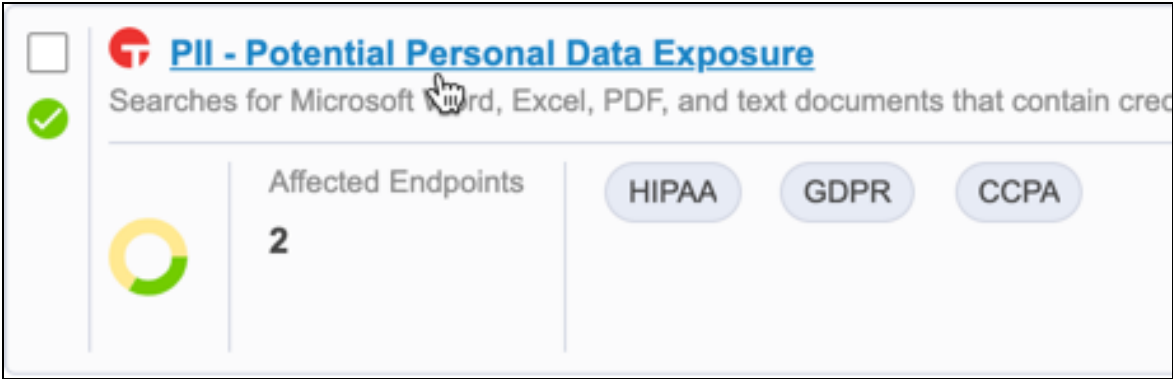 PII - Potential Personal Data Exposure
Searches for Microsoft Word, Excel, PDF, and text documents that contain
Affected Endpoints
2
HIPAA GDPR CCPA